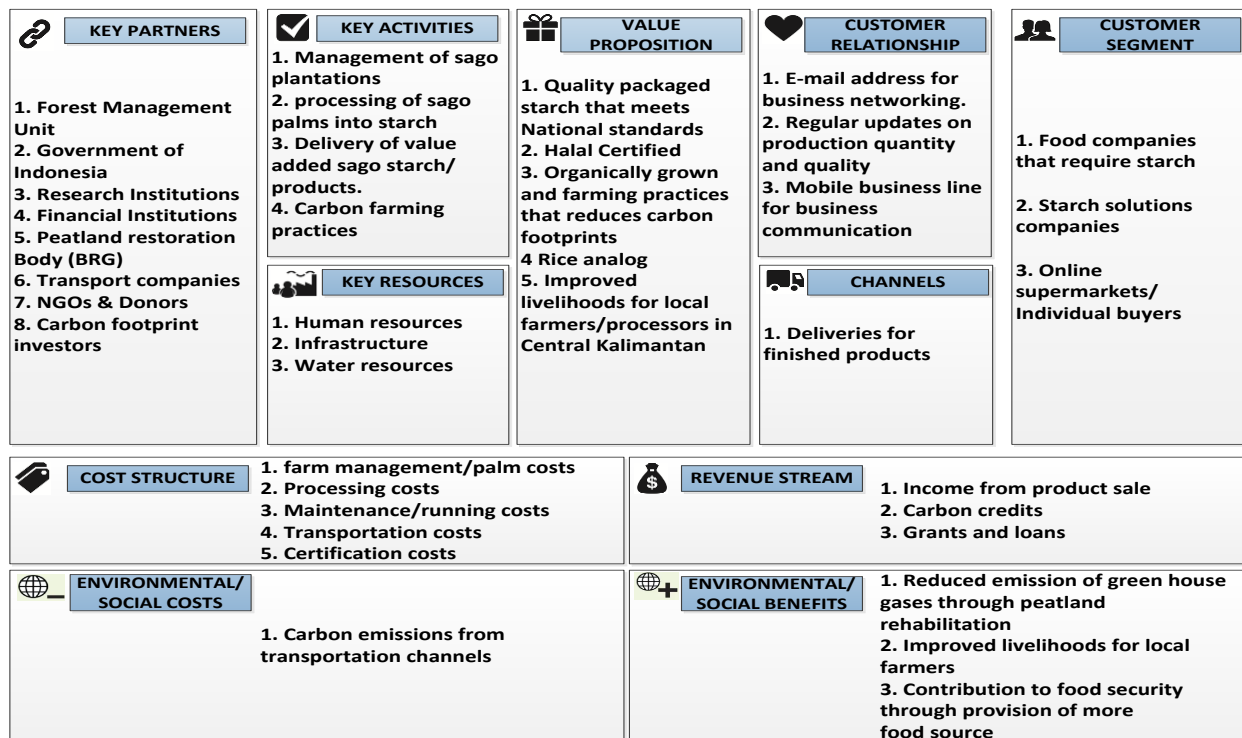 KEY PARTNERS
1. Forest Management
Unit
2. Government of
Indonesia
3. Research Institutions
4. Financial Institutions
5. Peatland restoration
Body (BRG)
6. Transport companies
7. NGOs & Donors
8. Carbon footprint
investors
KEY ACTIVITIES
1. Management of sago
plantations
2. processing of sago
palms into starch
3. Delivery of value
added sago starch/
products.
4. Carbon farming
practices
KEY RESOURCES
1. Human resources
2. Infrastructure
3. Water resources
VALUE
PROPOSITION
1. Quality packaged
starch that meets
National standards
2. Halal Certified
3. Organically grown
and farming practices
that reduces carbon
footprints
4 Rice analog
5. Improved
livelihoods for local
farmers/processors in
Central Kalimantan
CUSTOMER
RELATIONSHIP
1. E-mail address for
business networking.
2. Regular updates on
production quantity
and quality
3. Mobile business line
for business
communication
CHANNELS
1. Deliveries for
finished products
CUSTOMER
SEGMENT
1. Food companies
that require starch
2. Starch solutions
companies
3. Online
supermarkets/
Individual buyers
COST STRUCTURE
1. farm management/palm costs
2. Processing costs
3. Maintenance/running costs
4. Transportation costs
5. Certification costs
$
REVENUE STREAM
1. Income from product sale
2. Carbon credits
3. Grants and loans
ENVIRONMENTAL/
SOCIAL COSTS
1. Carbon emissions from
transportation channels
ENVIRONMENTAL/
SOCIAL BENEFITS
1. Reduced emission of green house
gases through peatland
rehabilitation
2. Improved livelihoods for local
farmers
3. Contribution to food security
through provision of more
food source